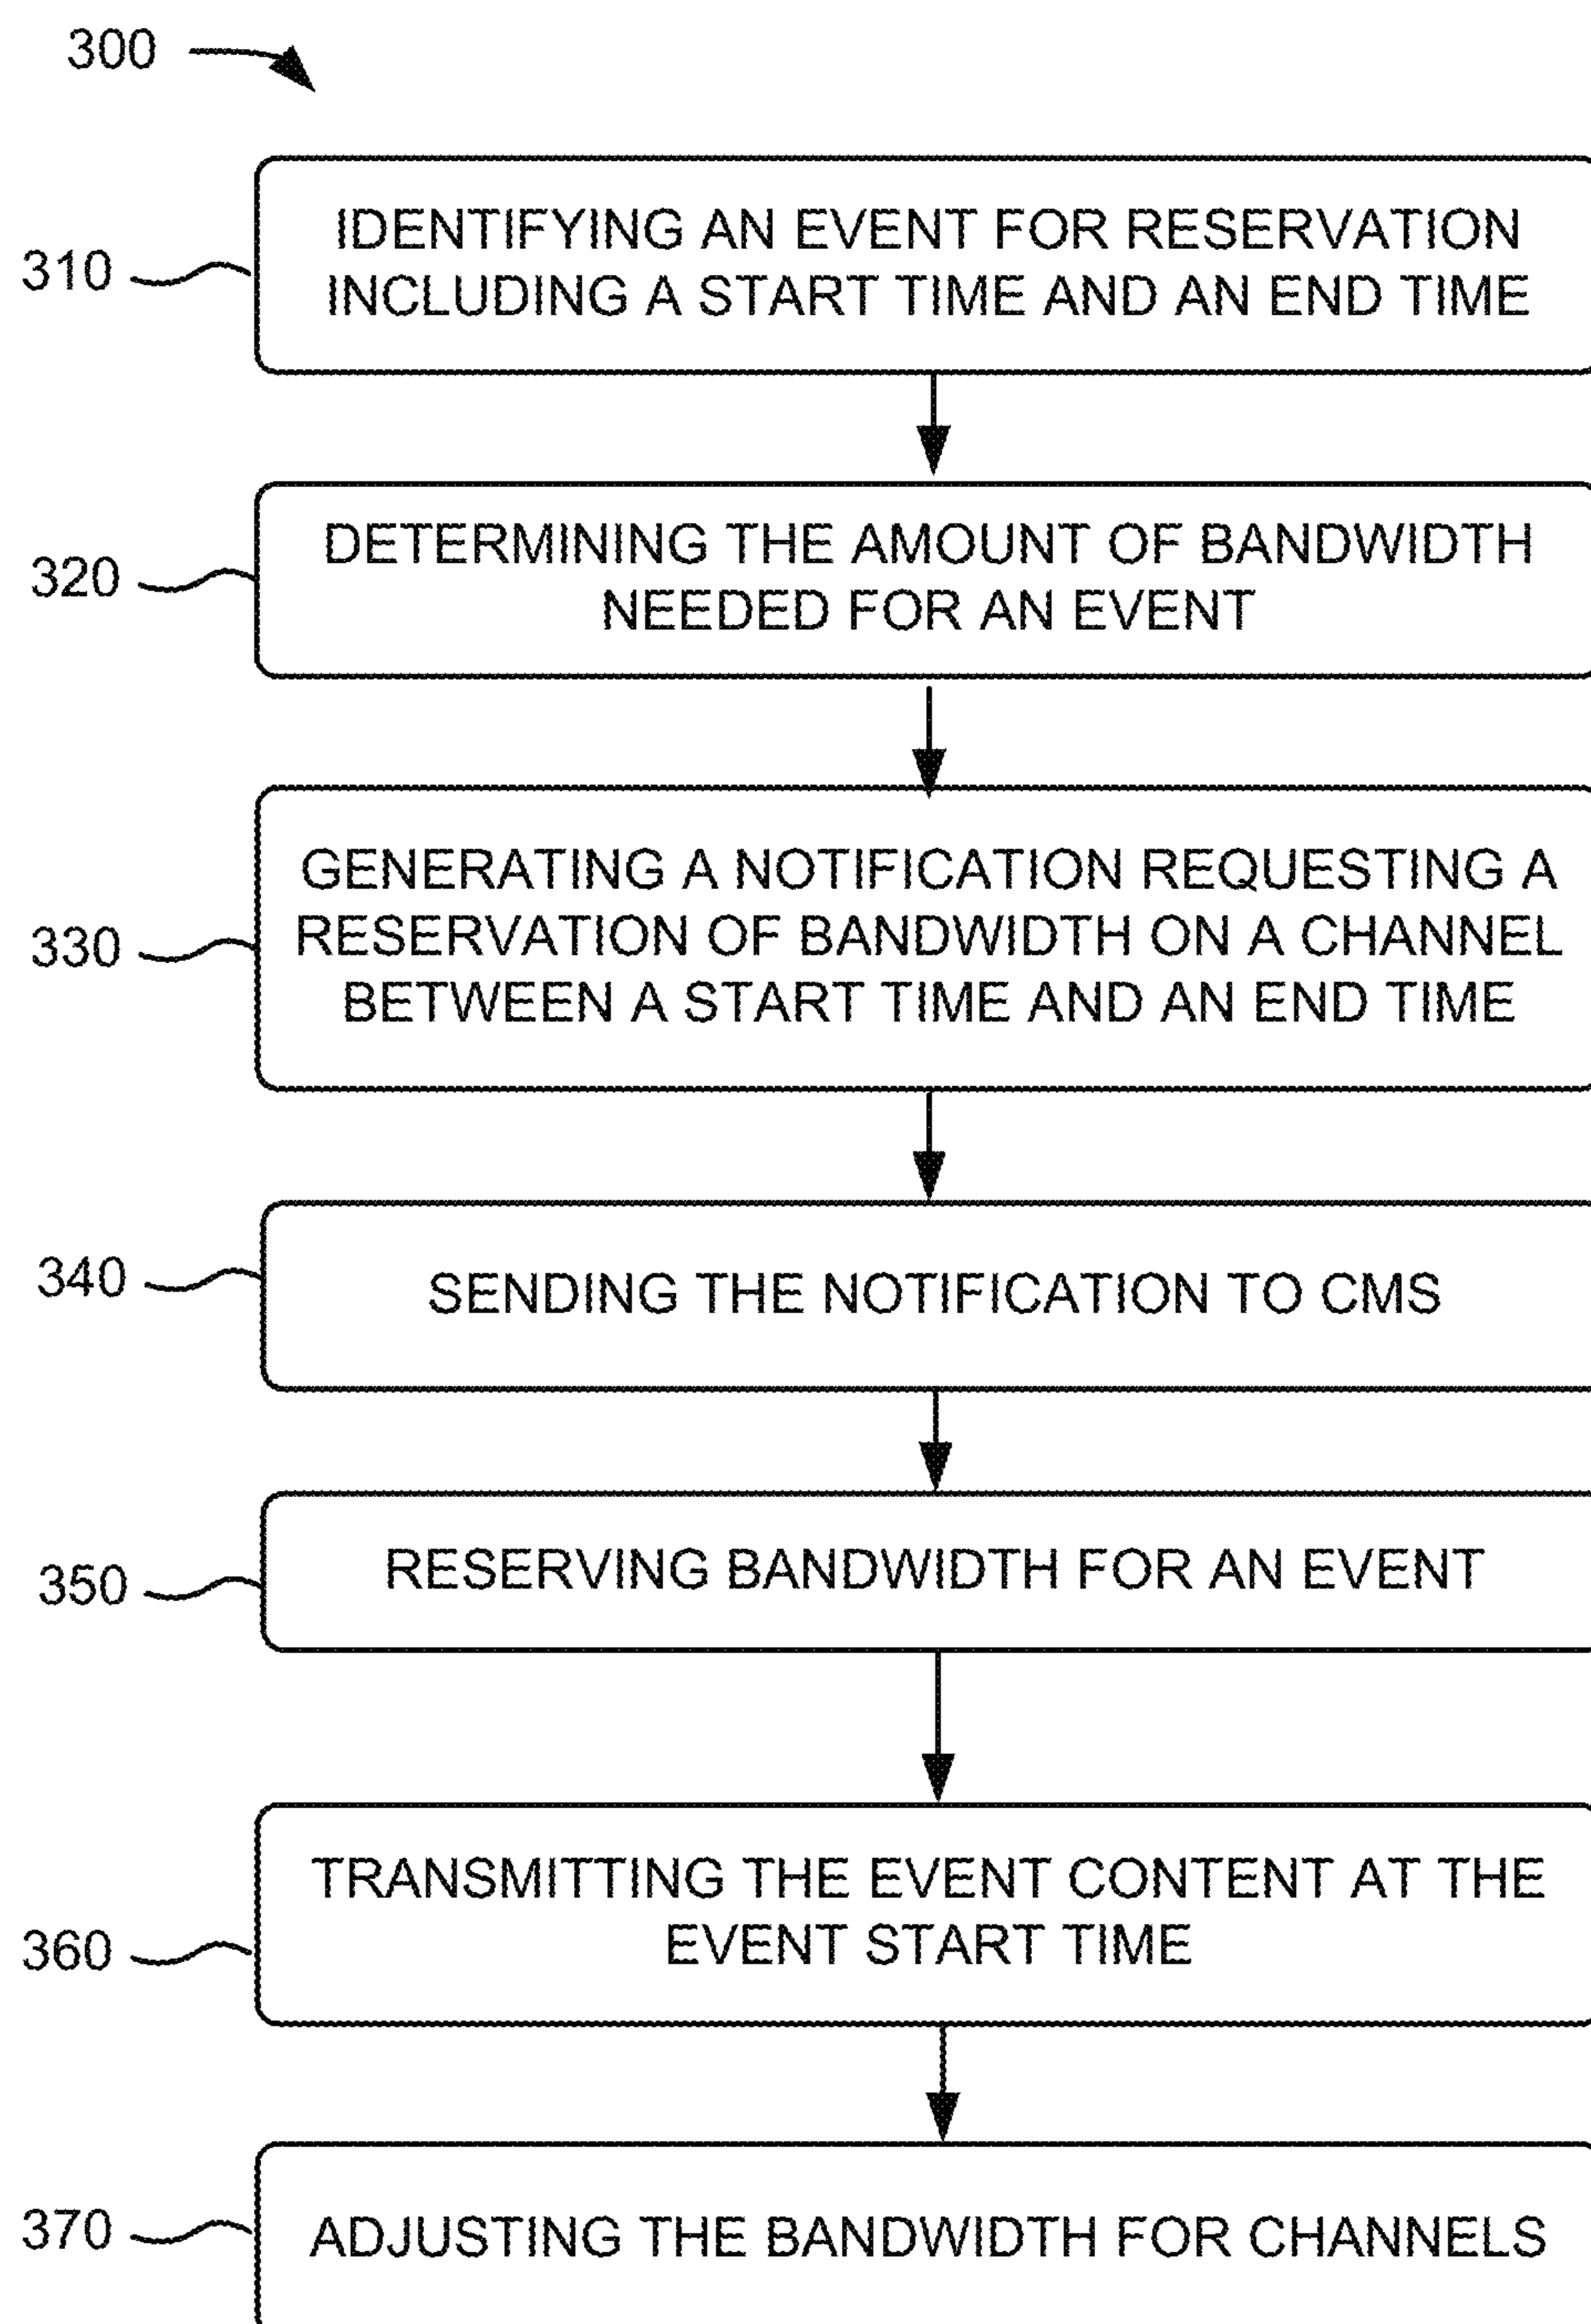 300
310
IDENTIFYING AN EVENT FOR RESERVATION
INCLUDING A START TIME AND AN END TIME
320
DETERMINING THE AMOUNT OF BANDWIDTH
NEEDED FOR AN EVENT
330
GENERATING A NOTIFICATION REQUESTING A
RESERVATION OF BANDWIDTH ON A CHANNEL
BETWEEN A START TIME AND AN END TIME
340
SENDING THE NOTIFICATION TO CMS
350
RESERVING BANDWIDTH FOR AN EVENT
360
TRANSMITTING THE EVENT CONTENT AT THE
EVENT START TIME
370
ADJUSTING THE BANDWIDTH FOR CHANNELS